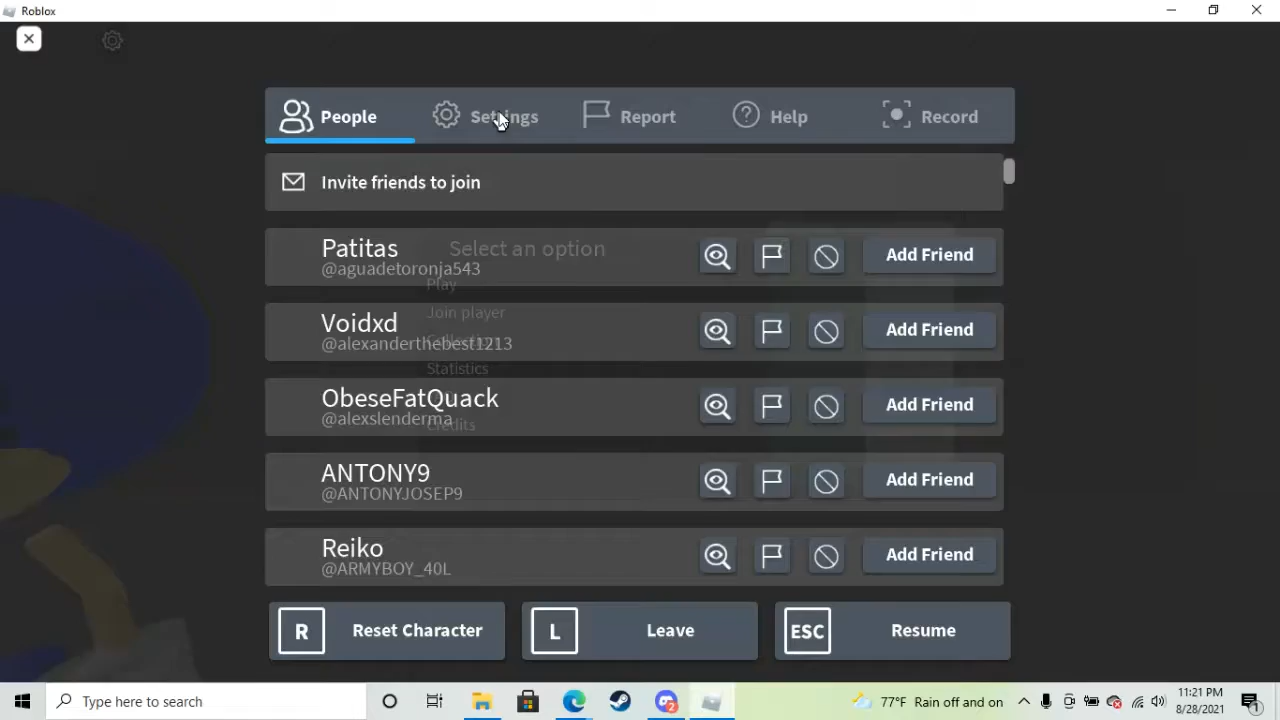 Roblox
People
Settings
Report
Help
Record
Invite friends to join
Patitas
@aguadetoronja543
Add Friend
Select an option
Play
Join player
Statistics
Credits
Voidxd
@alexanderthebest1213
Add Friend
ObeseFatQuack
@alexslenderma
Add Friend
ANTONY9
@ANTONYJOSEP9
Add Friend
Reiko
@ARMYBOY_40L
Add Friend
R Reset Character
L Leave
ESC Resume
Type here to search
2
77°F Rain off and on
11:21 PM
8/28/2021
1